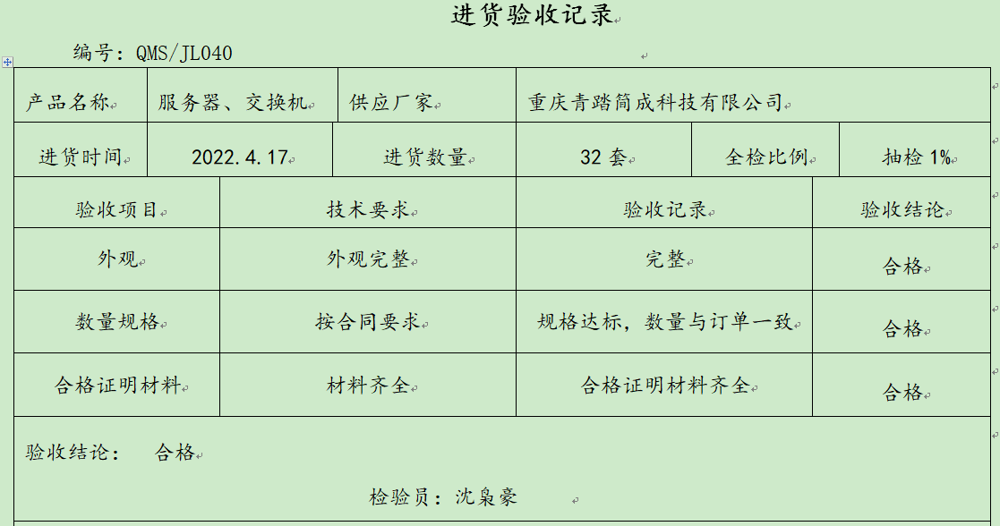 进货验收记录
编号：QMS/JL040
产品名称 服务器、交换机 供应厂家 重庆青踏简成科技有限公司
进货时间 2022.4.17 进货数量 32 套 全检比例 抽检 1%
验收项目 技术要求 验收记录 验收结论
外观 外观完整 完整 合格
数量规格 按合同要求 规格达标，数量与订单一致 合格
合格证明材料 材料齐全 合格证明材料齐全 合格
验收结论： 合格
检验员：沈枭豪